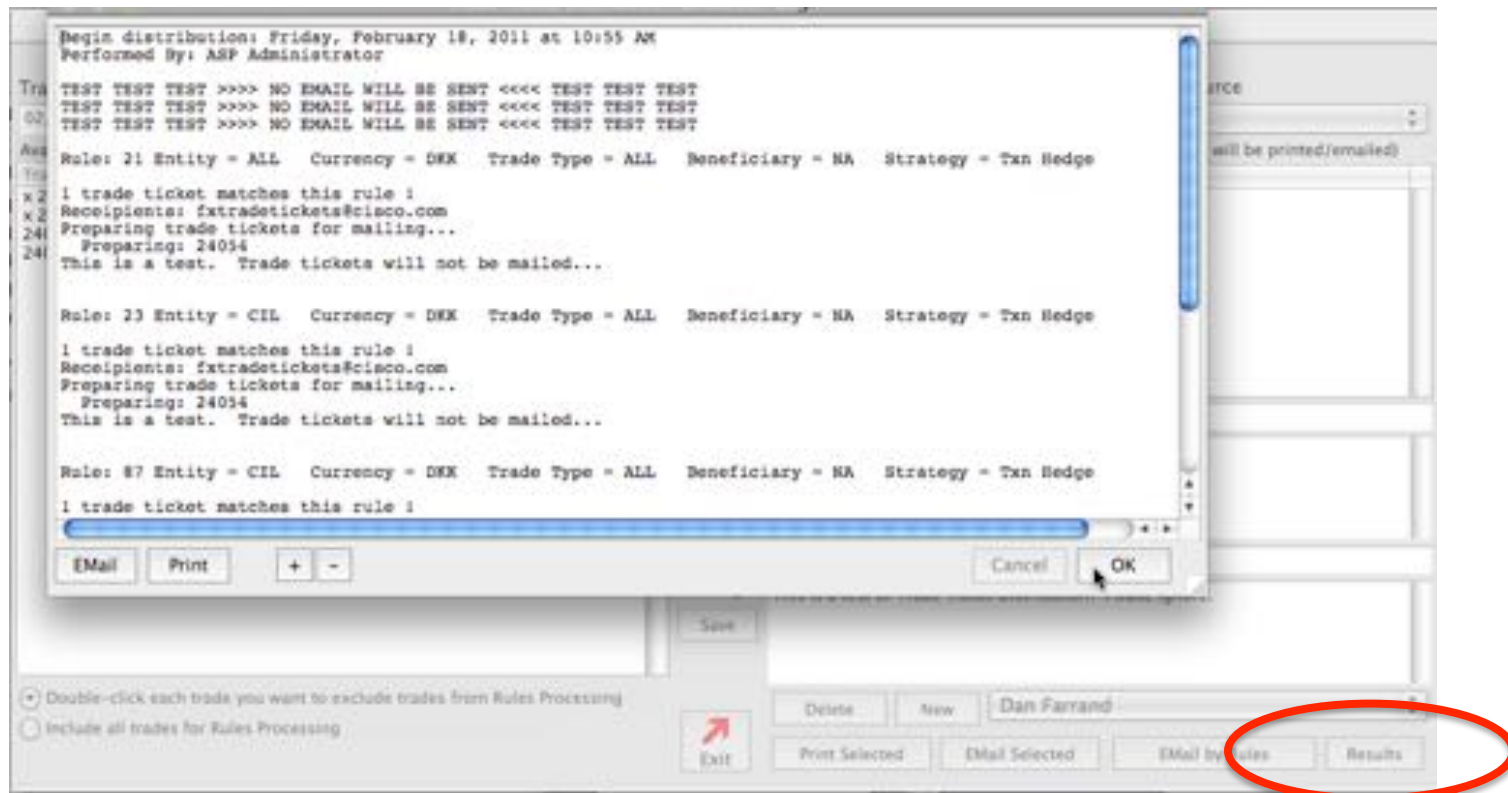 Begin distribution: Friday, February 18, 2011 at 10:55 AM
Performed By: ASP Administrator
TEST TEST TEST >>>> NO EMAIL WILL BE SENT <<<< TEST TEST TEST
TEST TEST TEST >>>> NO EMAIL WILL BE SENT <<<< TEST TEST TEST
TEST TEST TEST >>>> NO EMAIL WILL BE SENT <<<< TEST TEST TEST
Rule: 21 Entity = ALL Currency = DKK Trade Type = ALL Beneficiary = NA Strategy = Txn Hedge
1 trade ticket matches this rule :
Receipients: fxtradetickets@cisco.com
Preparing trade tickets for mailing...
Preparing: 24054
This is a test. Trade tickets will not be mailed...
Rule: 23 Entity = CIL Currency = DKK Trade Type = ALL Beneficiary = NA Strategy = Txn Hedge
1 trade ticket matches this rule :
Receipients: fxtradetickets@cisco.com
Preparing trade tickets for mailing...
Preparing: 24054
This is a test. Trade tickets will not be mailed...
Rule: 87 Entity = CIL Currency = DKK Trade Type = ALL Beneficiary = NA Strategy = Txn Hedge
1 trade ticket matches this rule :
EMail Print + - Cancel OK
Tra
02
x 2
x 2
240
240
urce
will be printed/emailed)
Save
Double-click each trade you want to exclude trades from Rules Processing
Include all trades for Rules Processing
Exit
Delete New Dan Farrand
Print Selected EMail Selected EMail by Rules Results